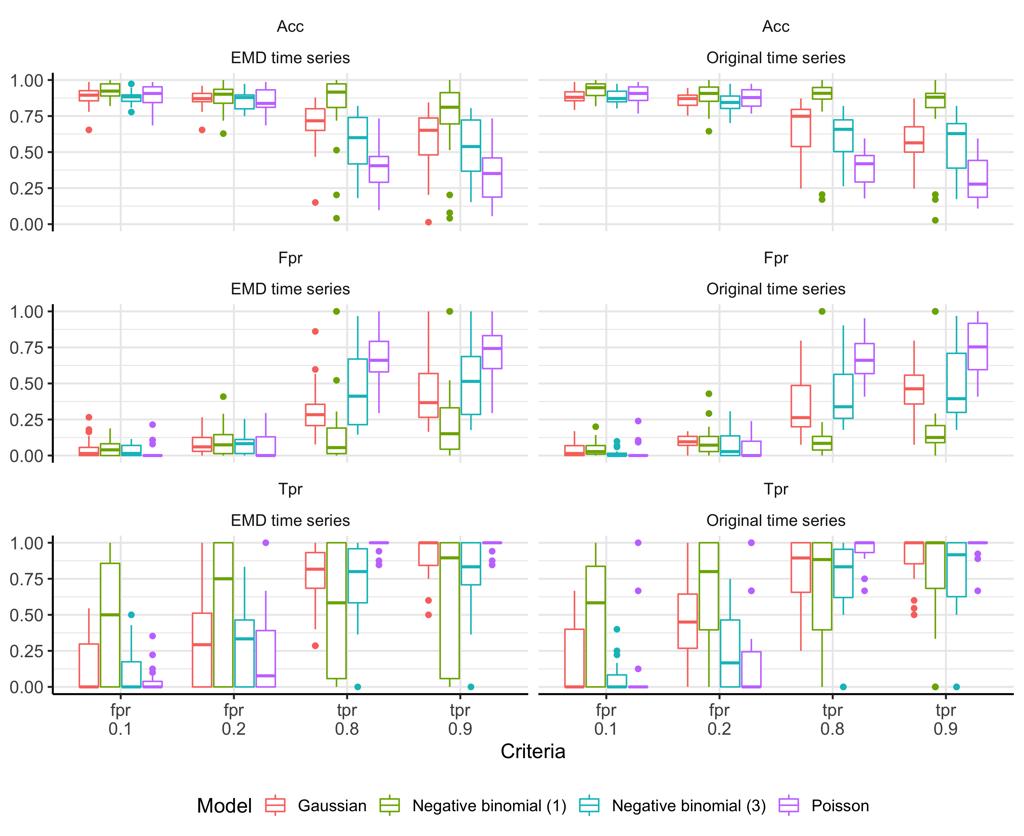 Acc
Acc
EMD time series
Original time series
1.00
0.75
0.50
0.25
0.00
Fpr
Fpr
EMD time series
Original time series
1.00
0.75
0.50
0.25
0.00
Tpr
Tpr
EMD time series
Original time series
1.00
0.75
0.50
0.25
0.00
fpr fpr tpr tpr fpr fpr tpr tpr
0.1 0.2 0.8 0.9 0.1 0.2 0.8 0.9
Criteria
Model Gaussian Negative binomial (1) Negative binomial (3) Poisson